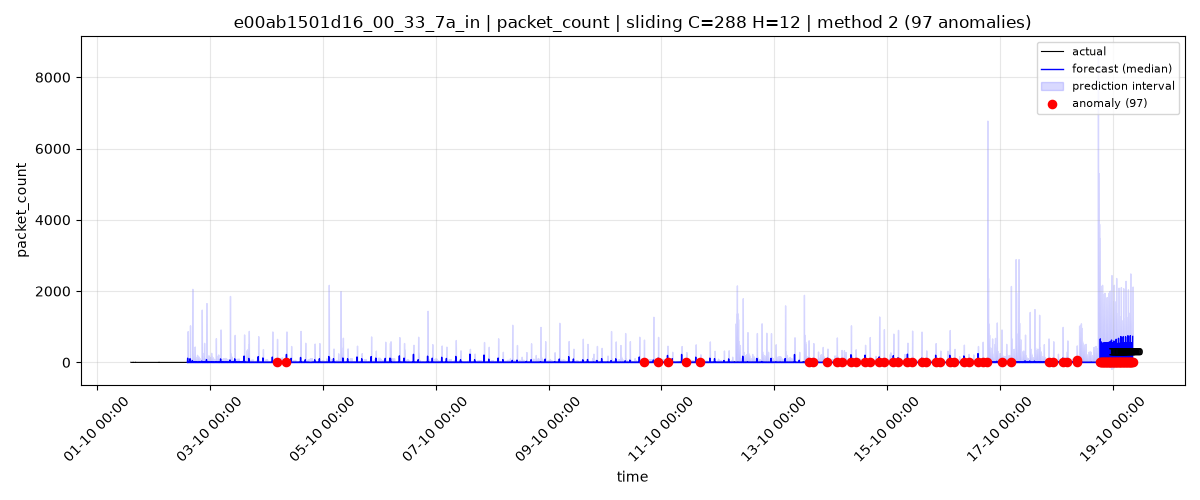 e00ab1501d16_00_33_7a_in | packet_count | sliding C=288 H=12 | method 2 (97 anomalies)
actual
forecast (median)
prediction interval
anomaly (97)
packet_count
8000
6000
4000
2000
0
01-10 00:00
03-10 00:00
05-10 00:00
07-10 00:00
09-10 00:00
11-10 00:00
13-10 00:00
15-10 00:00
17-10 00:00
19-10 00:00
time